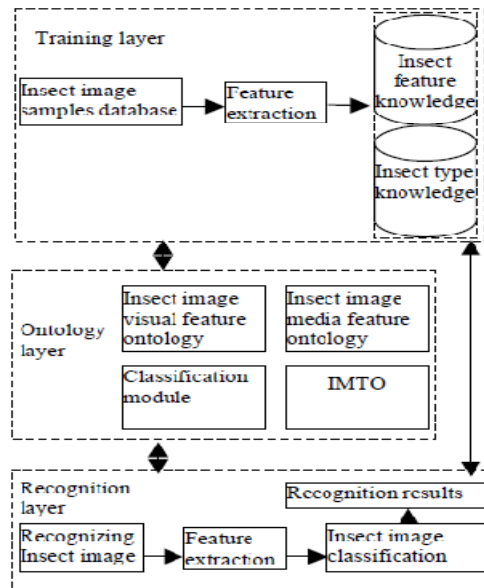 Training layer
Insect image
samples database
Feature
extraction
Insect
feature
knowledge
Insect type
knowledge
Ontology
layer
Insect image
visual feature
ontology
Insect image
media feature
ontology
Classification
module
IMTO
Recognition
layer
Recognition results
Recognizing
Insect image
Feature
extraction
Insect image
classification